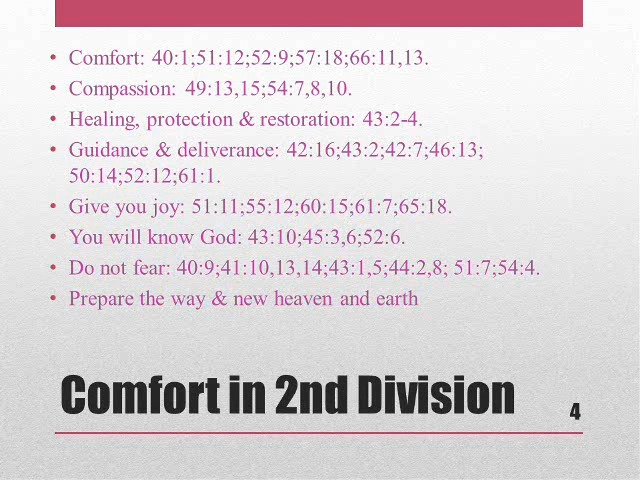 • Comfort: 40:1;51:12;52:9;57:18;66:11,13.
• Compassion: 49:13,15;54:7,8,10.
• Healing, protection & restoration: 43:2-4.
• Guidance & deliverance: 42:16;43:2;42:7;46:13;
50:14;52:12;61:1.
• Give you joy: 51:11;55:12;60:15;61:7;65:18.
• You will know God: 43:10;45:3,6;52:6.
• Do not fear: 40:9;41:10,13,14;43:1,5;44:2,8; 51:7;54:4.
• Prepare the way & new heaven and earth
Comfort in 2nd Division
4